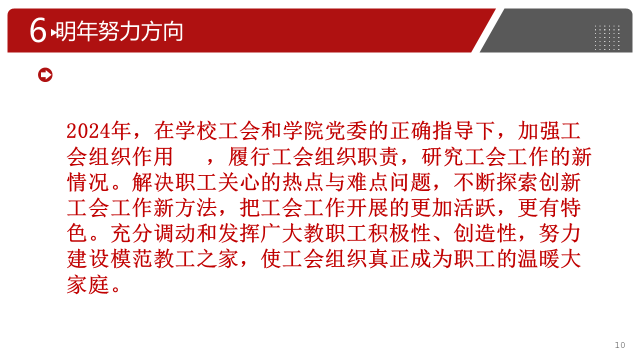 6 明年努力方向
2024年，在学校工会和学院党委的正确指导下，加强工
会组织作用　，履行工会组织职责，研究工会工作的新
情况。解决职工关心的热点与难点问题，不断探索创新
工会工作新方法，把工会工作开展的更加活跃，更有特
色。充分调动和发挥广大教职工积极性、创造性，努力
建设模范教工之家，使工会组织真正成为职工的温暖大
家庭。
10